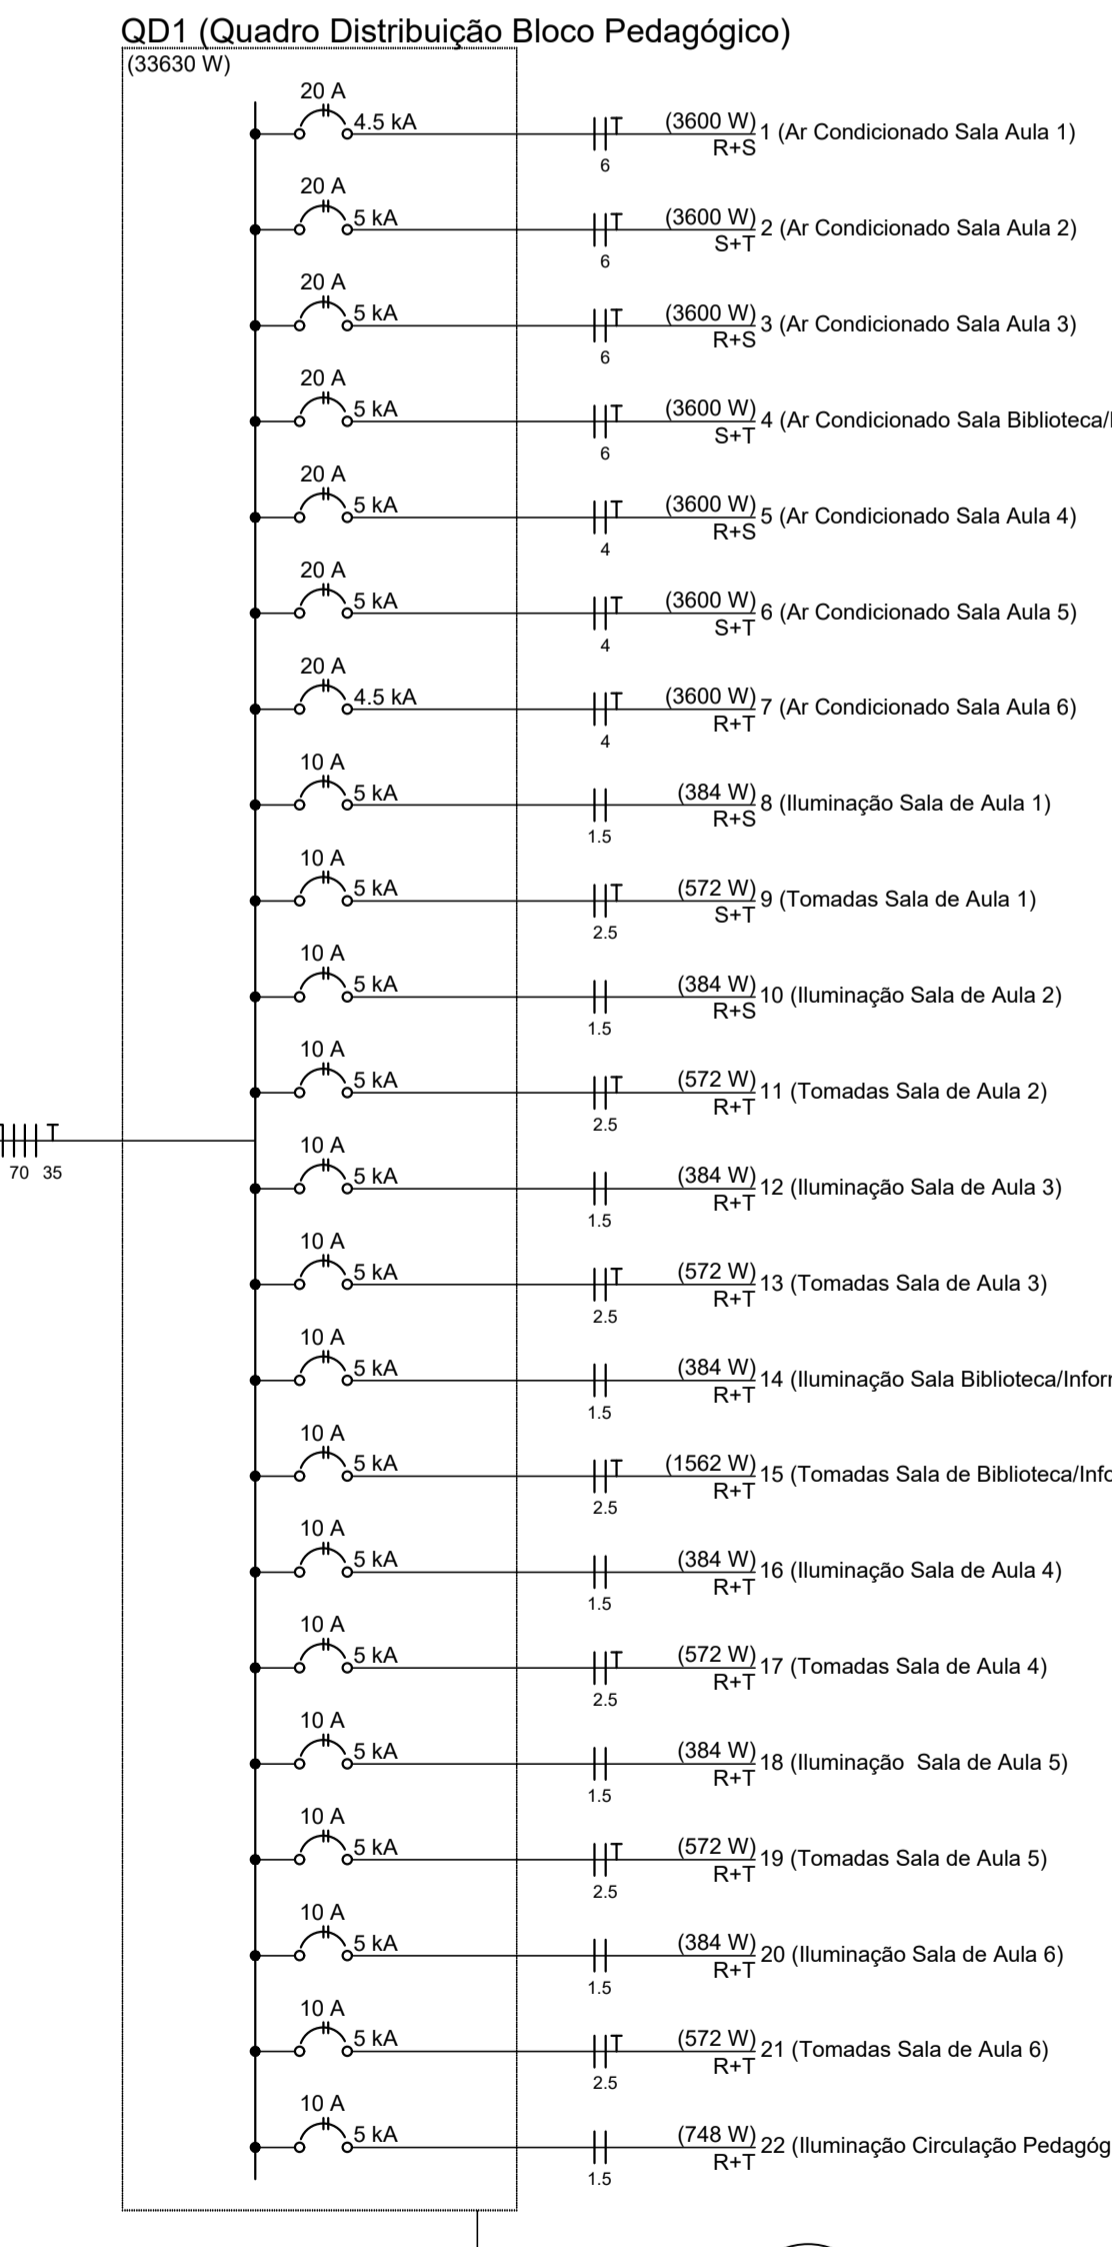 QD1 (Quadro Distribuição Bloco Pedagógico)
(33630 W)
20 A
4.5 kA
T
6
(3600 W)
R+S
1 (Ar Condicionado Sala Aula 1)
20 A
5 kA
T
6
(3600 W)
S+T
2 (Ar Condicionado Sala Aula 2)
20 A
5 kA
T
6
(3600 W)
R+S
3 (Ar Condicionado Sala Aula 3)
20 A
5 kA
T
6
(3600 W)
S+T
4 (Ar Condicionado Sala Biblioteca/
20 A
5 kA
T
4
(3600 W)
R+S
5 (Ar Condicionado Sala Aula 4)
20 A
5 kA
T
4
(3600 W)
S+T
6 (Ar Condicionado Sala Aula 5)
20 A
4.5 kA
T
4
(3600 W)
R+T
7 (Ar Condicionado Sala Aula 6)
10 A
5 kA
1.5
(384 W)
R+S
8 (Iluminação Sala de Aula 1)
10 A
5 kA
T
2.5
(572 W)
S+T
9 (Tomadas Sala de Aula 1)
10 A
5 kA
1.5
(384 W)
R+S
10 (Iluminação Sala de Aula 2)
10 A
5 kA
T
2.5
(572 W)
R+T
11 (Tomadas Sala de Aula 2)
T
70 35
10 A
5 kA
1.5
(384 W)
R+T
12 (Iluminação Sala de Aula 3)
10 A
5 kA
T
2.5
(572 W)
R+T
13 (Tomadas Sala de Aula 3)
10 A
5 kA
1.5
(384 W)
R+T
14 (Iluminação Sala Biblioteca/Infor
10 A
5 kA
T
2.5
(1562 W)
R+T
15 (Tomadas Sala de Biblioteca/Info
10 A
5 kA
1.5
(384 W)
R+T
16 (Iluminação Sala de Aula 4)
10 A
5 kA
T
2.5
(572 W)
R+T
17 (Tomadas Sala de Aula 4)
10 A
5 kA
1.5
(384 W)
R+T
18 (Iluminação  Sala de Aula 5)
10 A
5 kA
T
2.5
(572 W)
R+T
19 (Tomadas Sala de Aula 5)
10 A
5 kA
1.5
(384 W)
R+T
20 (Iluminação Sala de Aula 6)
10 A
5 kA
T
2.5
(572 W)
R+T
21 (Tomadas Sala de Aula 6)
10 A
5 kA
1.5
(748 W)
R+T
22 (Iluminação Circulação Pedagóg